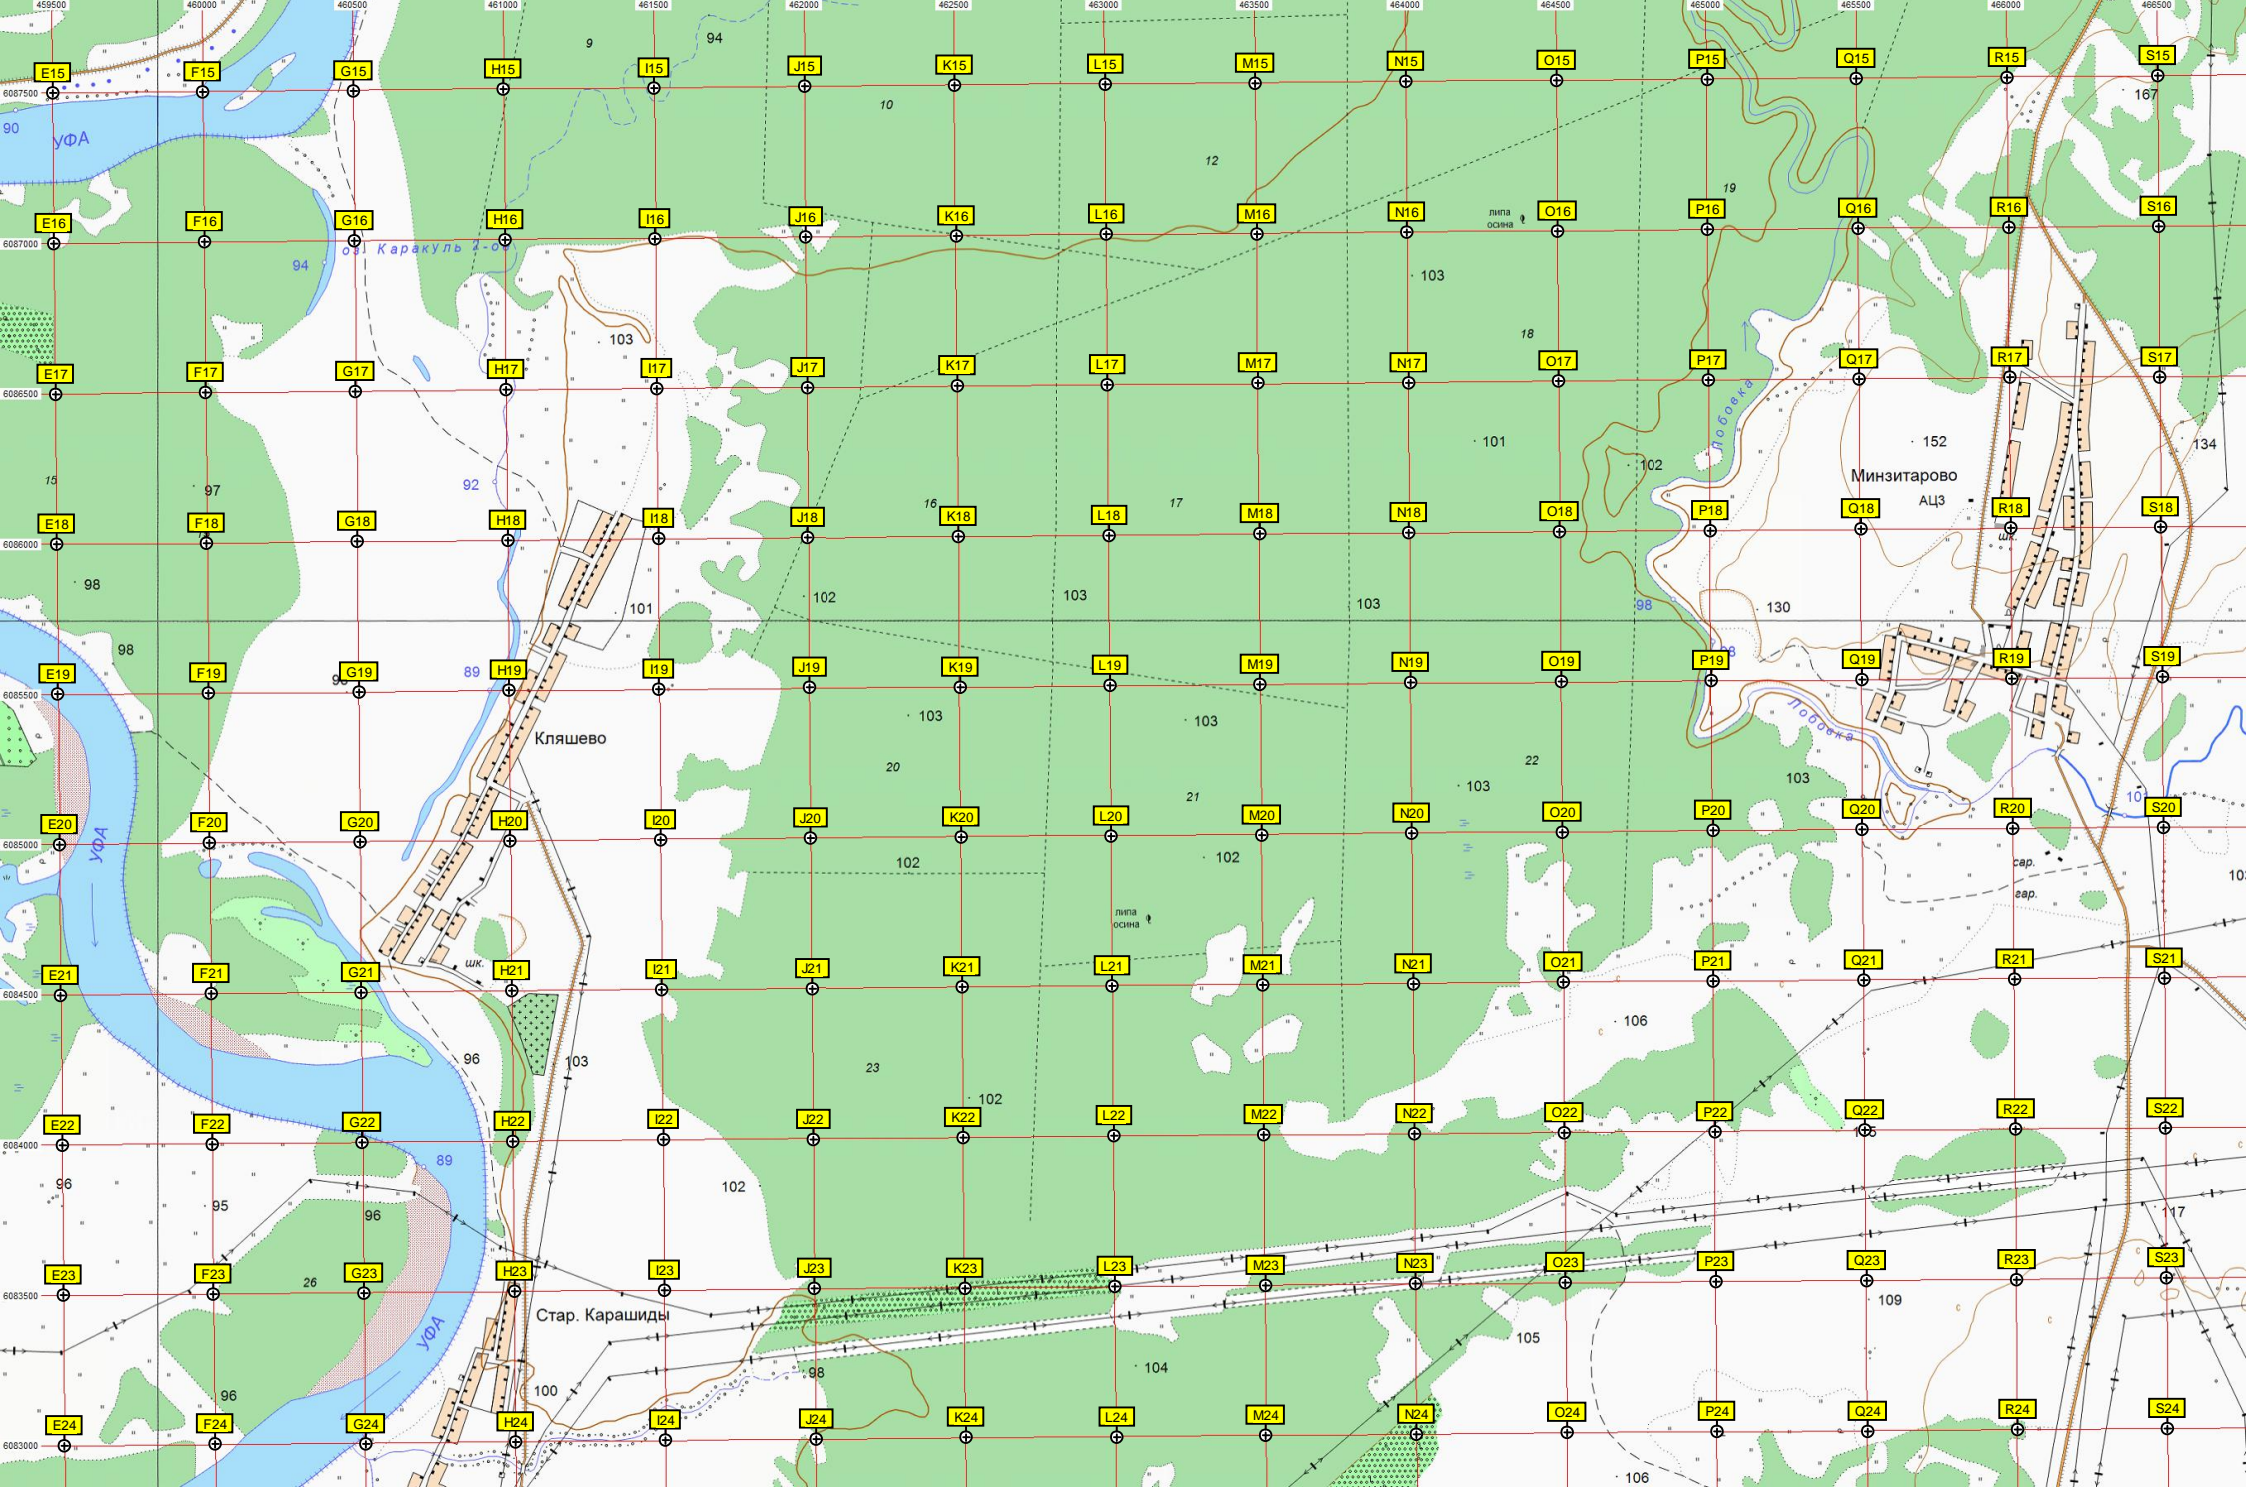 459500 460000 460500 461000 461500 462000 462500 463000 463500 464000 464500 465000 465500 466000 466500
9 94
E15 F15 G15 H15 I15 J15 K15 L15 M15 N15 O15 P15 Q15 R15 S15
6087500
10 167
90
УФА
12
19
E16 F16 G16 H16 I16 J16 K16 L16 M16 N16 O16 P16 Q16 R16 S16
липа
осина
6087000
оз. Каракуль 2-ое
94
103
103 18
E17 F17 G17 H17 I17 J17 K17 L17 M17 N17 O17 P17 Q17 R17 S17
6086500
Лобовка
101 152 134
102
Минзитарово
АЦЗ
15 97 92 16 17
E18 F18 G18 H18 I18 J18 K18 L18 M18 N18 O18 P18 Q18 R18 S18
шк.
6086000
98 102 103 103 98 130
101
98
E19 F19 G19 H19 I19 J19 K19 L19 M19 N19 O19 P19 Q19 R19 S19
89
6085500
103 103
Лобовка
Кляшево
20 22 103
103
21
E20 F20 G20 H20 I20 J20 K20 L20 M20 N20 O20 P20 Q20 R20 S20
6085000
УФА
102 102 сар.
гар.
липа
осина
шк.
E21 F21 G21 H21 I21 J21 K21 L21 M21 N21 O21 P21 Q21 R21 S21
6084500
106
96 103 23
102
E22 F22 G22 H22 I22 J22 K22 L22 M22 N22 O22 P22 Q22 R22 S22
6084000
89
96 102
95 96 117
E23 F23 G23 H23 I23 J23 K23 L23 M23 N23 O23 P23 Q23 R23 S23
26
6083500
109
Стар. Карашиды
УФА
105
98 104
96 100
E24 F24 G24 H24 I24 J24 K24 L24 M24 N24 O24 P24 Q24 R24 S24
6083000
106